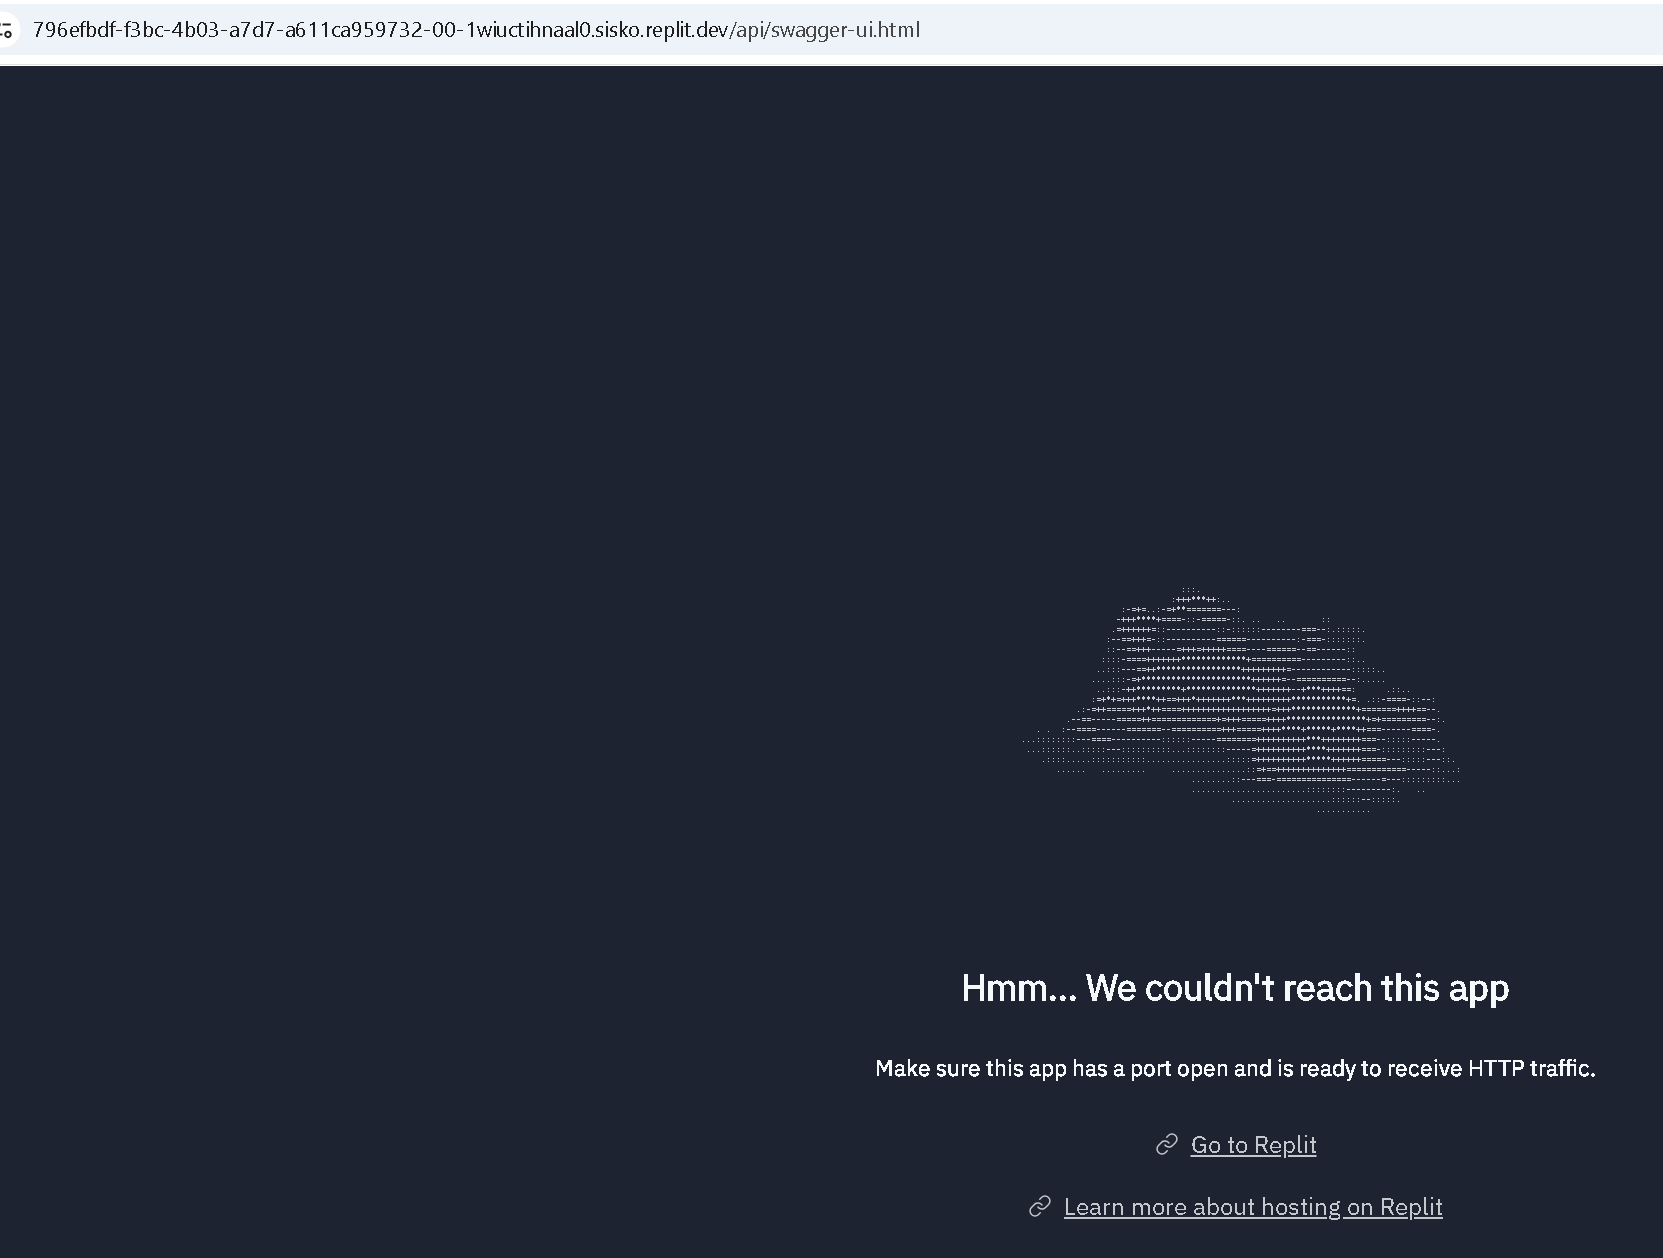 796efbdf-f3bc-4b03-a7d7-a611ca959732-00-1wiuctihnaal0.sisko.replit.dev/api/swagger-ui.html
Hmm... We couldn't reach this app
Make sure this app has a port open and is ready to receive HTTP traffic.
Go to Replit
Learn more about hosting on Replit